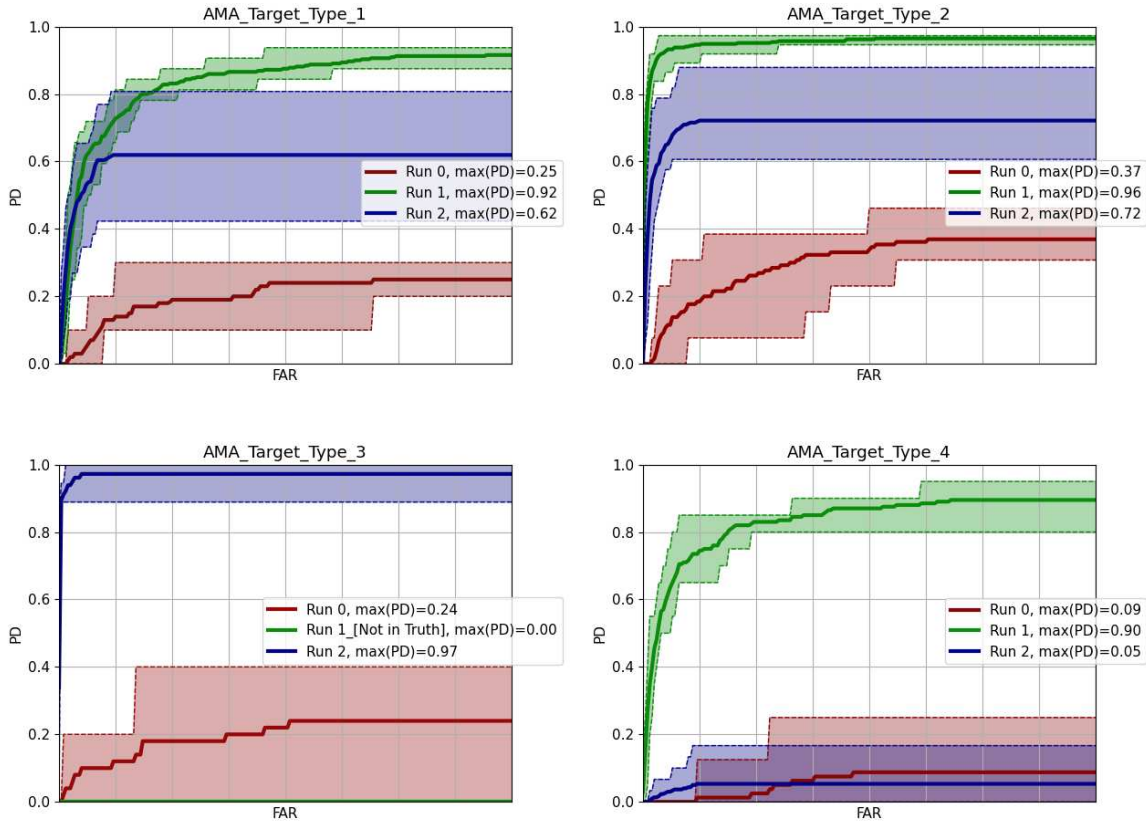 AMA_Target_Type_1
1.0
0.8
0.6
0.4
0.2
0.0
PD
FAR
Run 0, max(PD)=0.25
Run 1, max(PD)=0.92
Run 2, max(PD)=0.62
AMA_Target_Type_2
1.0
0.8
0.6
0.4
0.2
0.0
PD
FAR
Run 0, max(PD)=0.37
Run 1, max(PD)=0.96
Run 2, max(PD)=0.72
AMA_Target_Type_3
1.0
0.8
0.6
0.4
0.2
0.0
PD
FAR
Run 0, max(PD)=0.24
Run 1_[Not in Truth], max(PD)=0.00
Run 2, max(PD)=0.97
AMA_Target_Type_4
1.0
0.8
0.6
0.4
0.2
0.0
PD
FAR
Run 0, max(PD)=0.09
Run 1, max(PD)=0.90
Run 2, max(PD)=0.05